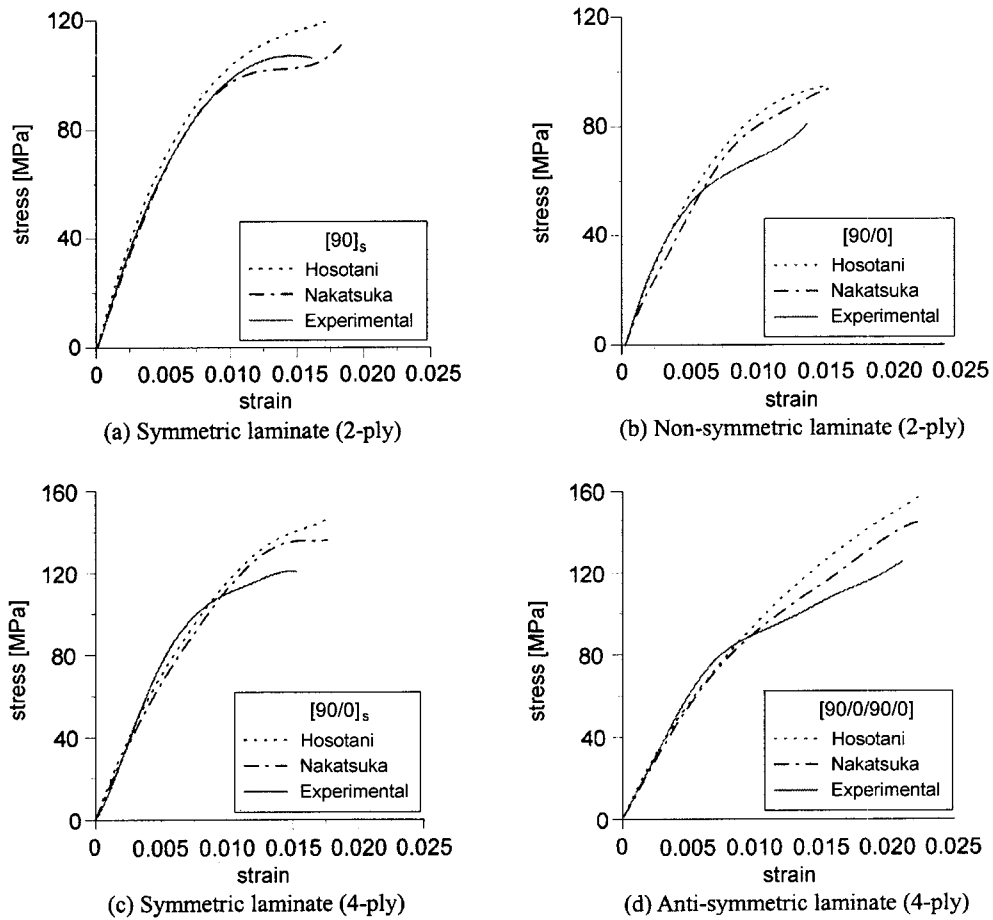 120
80
40
0
stress [MPa]
[90]s
Hosotani
Nakatsuka
Experimental
0 0.005 0.010 0.015 0.020 0.025
strain
(a) Symmetric laminate (2-ply)
120
80
40
0
stress [MPa]
[90/0]
Hosotani
Nakatsuka
Experimental
0 0.005 0.010 0.015 0.020 0.025
strain
(b) Non-symmetric laminate (2-ply)
160
120
80
40
0
stress [MPa]
[90/0]s
Hosotani
Nakatsuka
Experimental
0 0.005 0.010 0.015 0.020 0.025
strain
(c) Symmetric laminate (4-ply)
160
120
80
40
0
stress [MPa]
[90/0/90/0]
Hosotani
Nakatsuka
Experimental
0 0.005 0.010 0.015 0.020 0.025
strain
(d) Anti-symmetric laminate (4-ply)